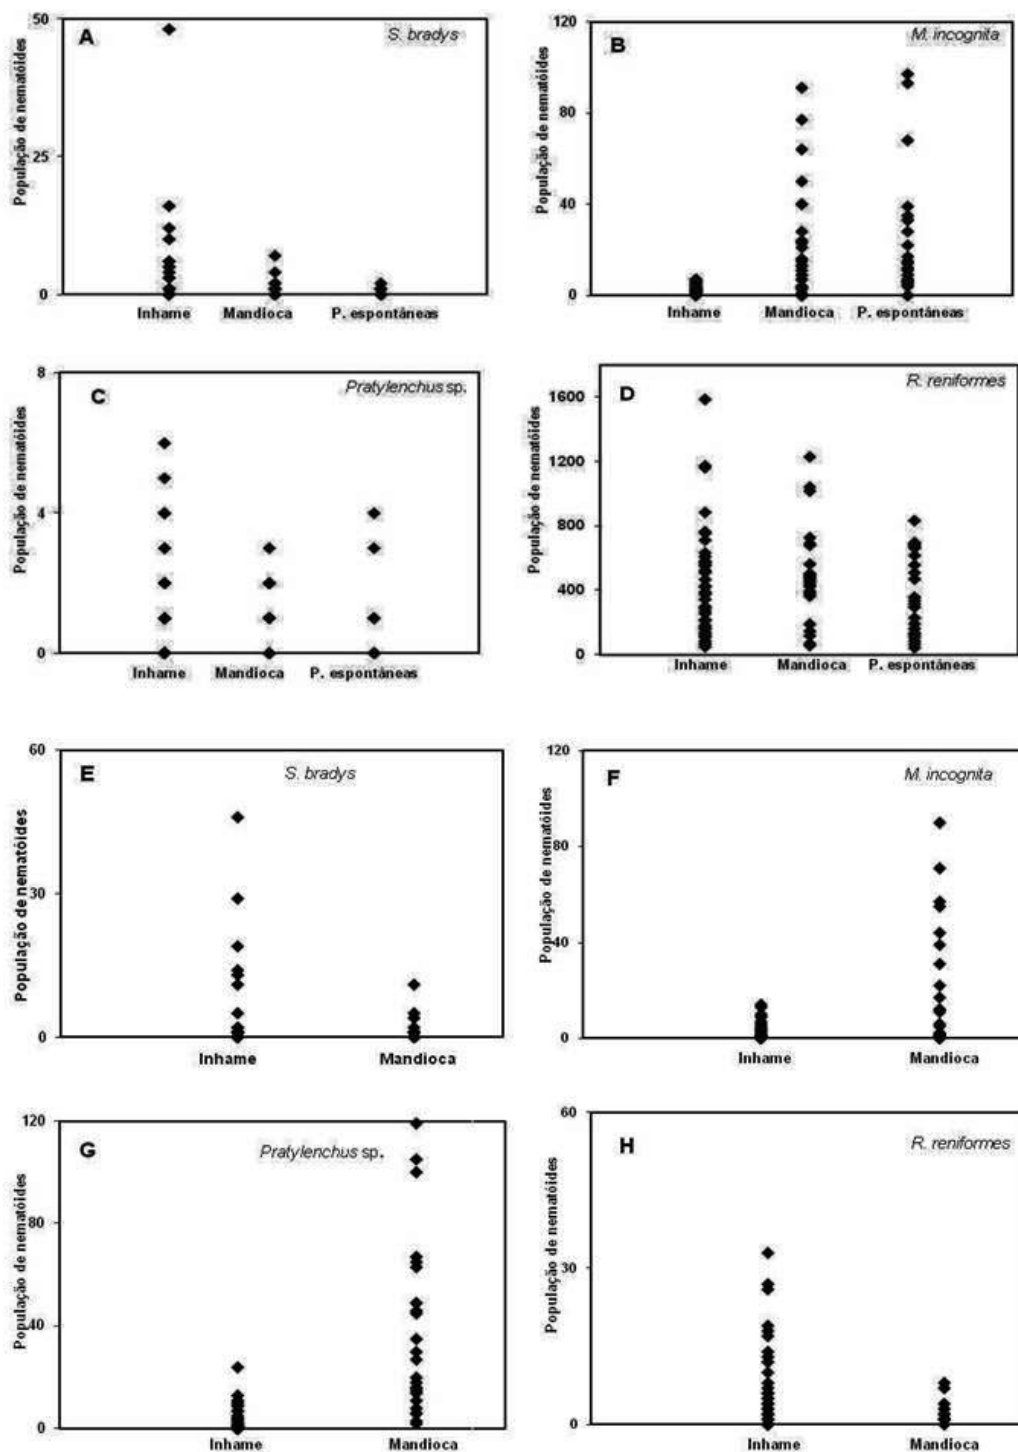 A
S. bradys
População de nematóides
50
25
0
Inhame Mandioca P. espontâneas
B
M. incognita
População de nematóides
120
80
40
0
Inhame Mandioca P. espontâneas
C
Pratylenchus sp.
População de nematóides
8
4
0
Inhame Mandioca P. espontâneas
D
R. reniformes
População de nematóides
1600
1200
800
400
0
Inhame Mandioca P. espontâneas
E
S. bradys
População de nematóides
60
30
0
Inhame Mandioca
F
M. incognita
População de nematóides
120
80
40
0
Inhame Mandioca
G
Pratylenchus sp.
População de nematóides
120
80
40
0
Inhame Mandioca
H
R. reniformes
População de nematóides
60
30
0
Inhame Mandioca